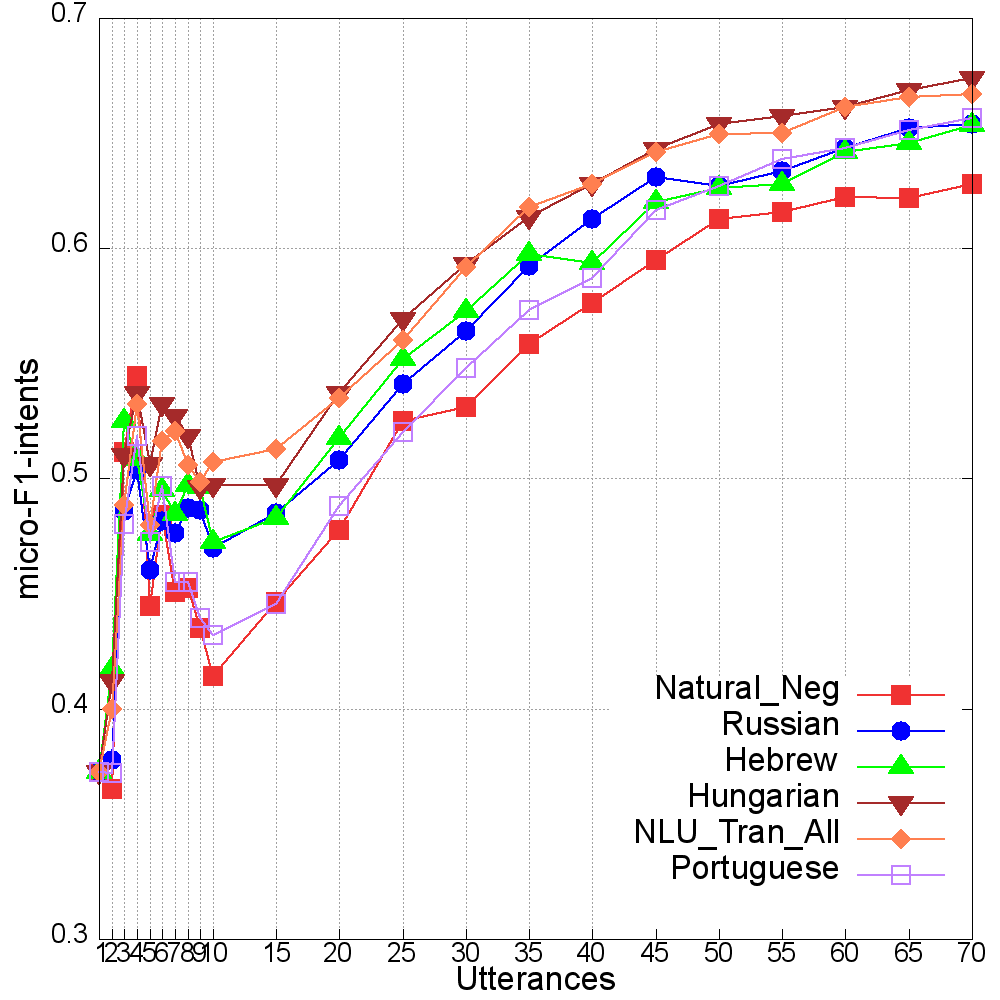 0.7
0.6
0.5
0.4
0.3
micro-F1-intents
Natural_Neg
Russian
Hebrew
Hungarian
NLU_Tran_All
Portuguese
1 2 3 4 5 6 7 8 9 10 15 20 25 30 35 40 45 50 55 60 65 70
Utterances